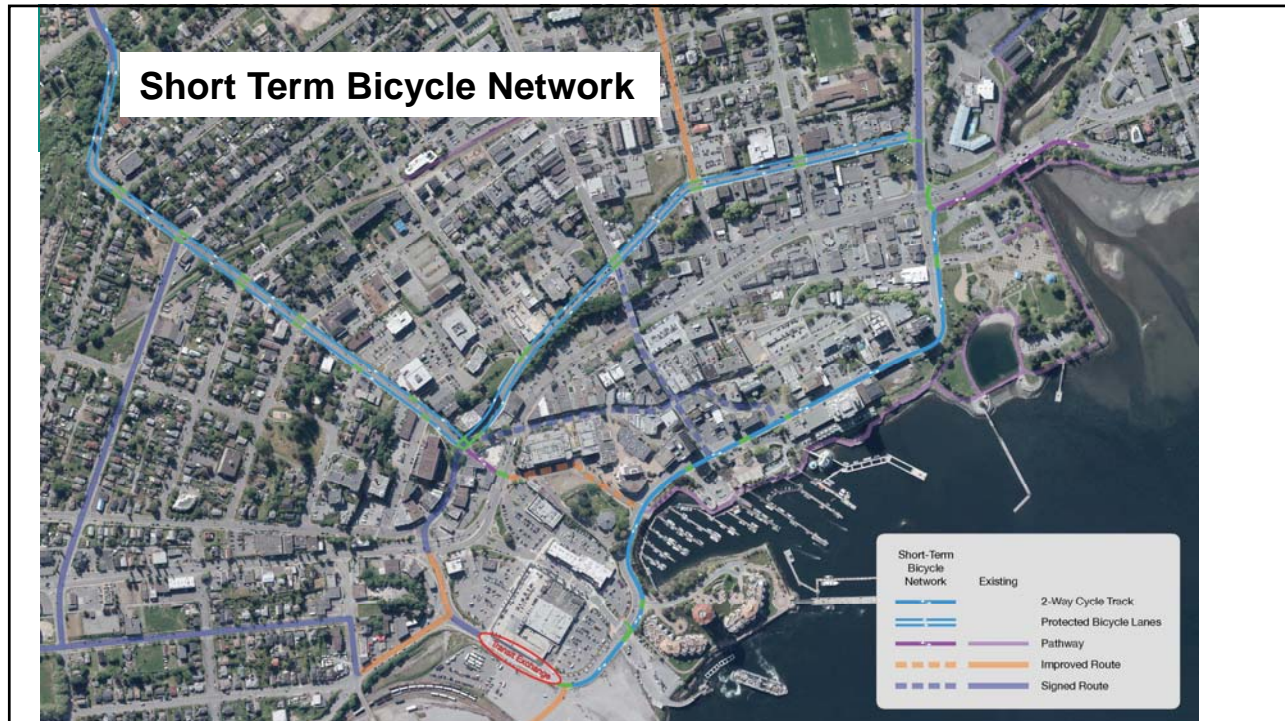 Short Term Bicycle Network
Transit Exchange
Short-Term
Bicycle
Network
Existing
2-Way Cycle Track
Protected Bicycle Lanes
Pathway
Improved Route
Signed Route